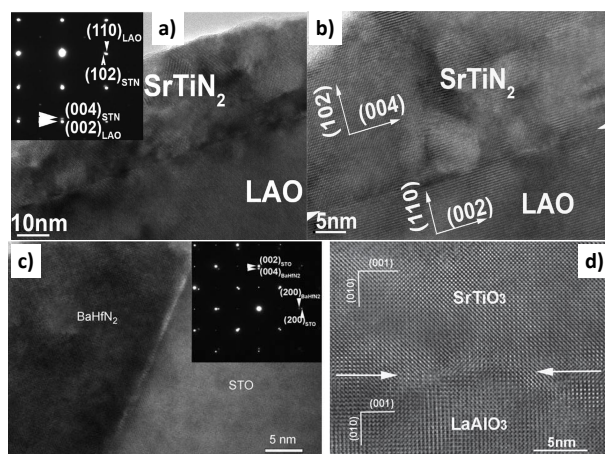 a)
(110)LAO
(102)STN
(004)STN
(002)LAO
SrTiN2
LAO
10nm
b)
SrTiN2
(102)
(004)
(110)
(002)
LAO
5nm
c)
(002)STO
(004)BaHfN2
(200)BaHfN2
(200)STO
BaHfN2
STO
5 nm
d)
(001)
(010)
SrTiO3
(001)
(010)
LaAlO3
5nm